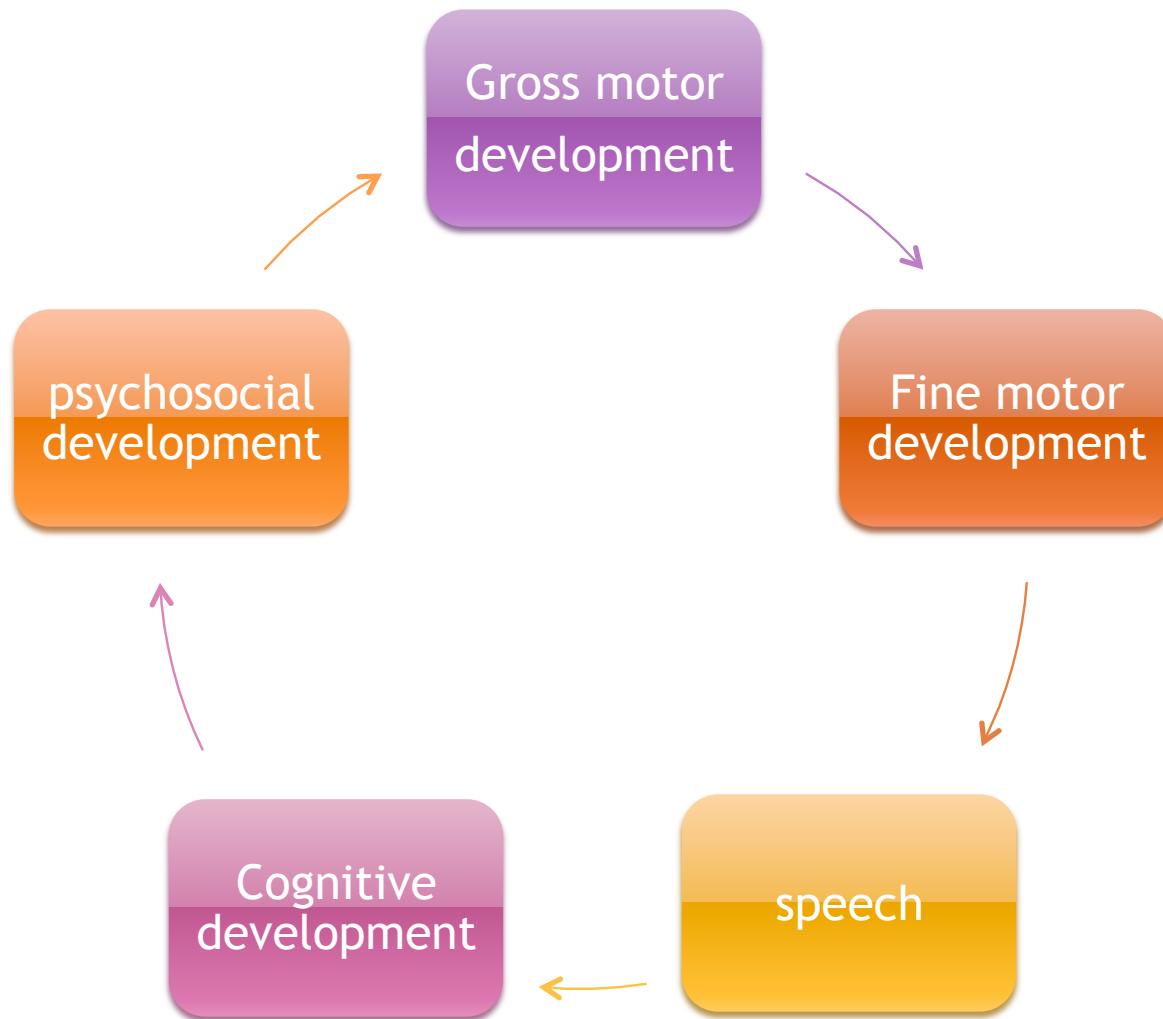 Gross motor
development
Fine motor
development
speech
Cognitive
development
psychosocial
development